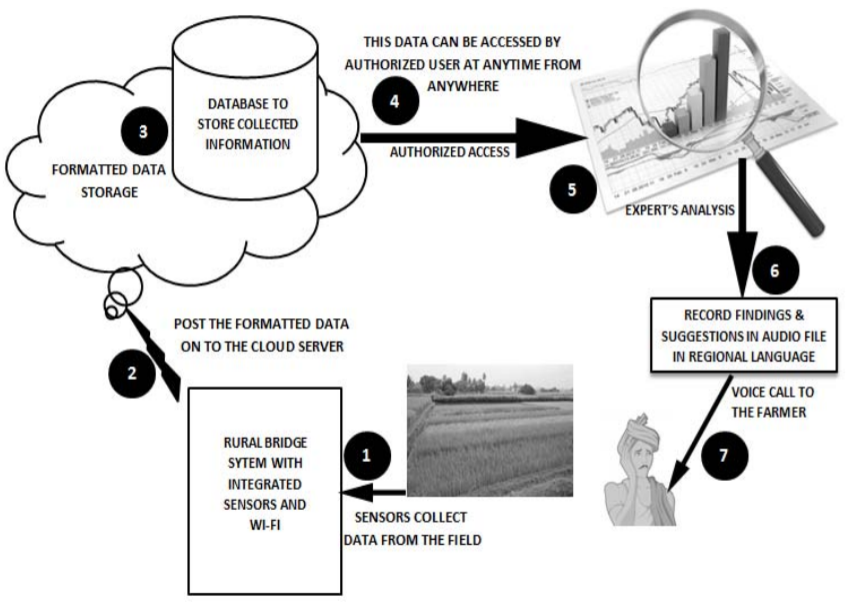 1
SENSORS COLLECT
DATA FROM THE FIELD
RURAL BRIDGE
SYTEM WITH
INTEGRATED
SENSORS AND
WI-FI
2
POST THE FORMATTED DATA
ON TO THE CLOUD SERVER
3
FORMATTED DATA
STORAGE
DATABASE TO
STORE COLLECTED
INFORMATION
4
THIS DATA CAN BE ACCESSED BY
AUTHORIZED USER AT ANYTIME FROM
ANYWHERE
AUTHORIZED ACCESS
5
EXPERT'S ANALYSIS
6
RECORD FINDINGS &
SUGGESTIONS IN AUDIO FILE
IN REGIONAL LANGUAGE
VOICE CALL TO
THE FARMER
7